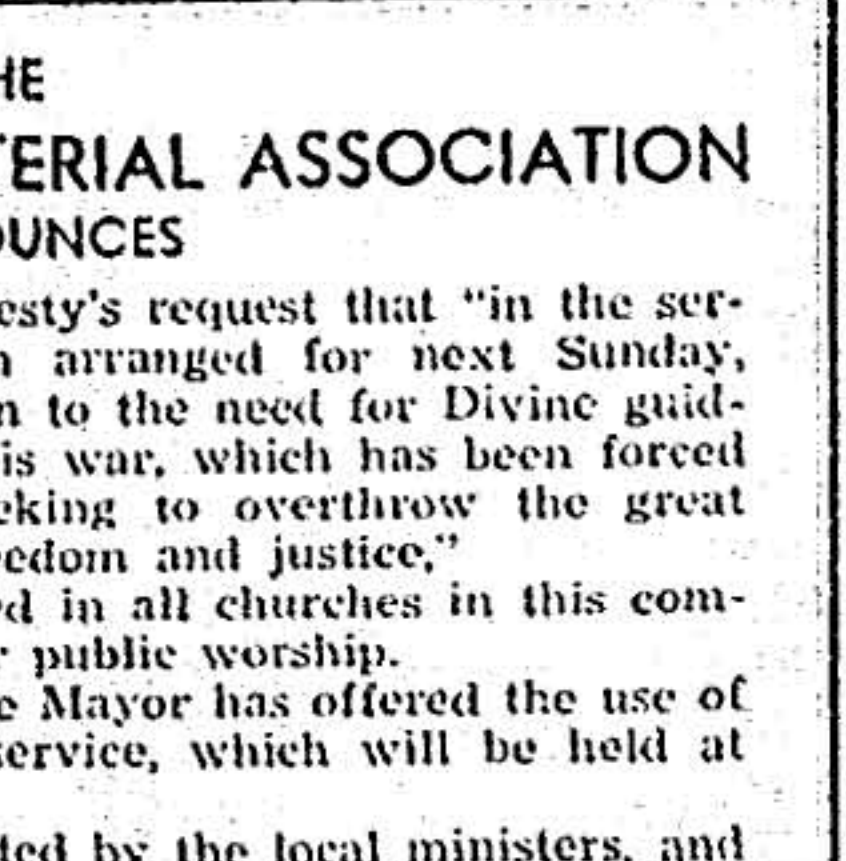 HE
TERIAL ASSOCIATION
OUNCES
esty's request that "in the ser-
n arranged for next Sunday,
n to the need for Divine guid-
is war, which has been forced
eking to overthrow the great
edom and justice."
ed in all churches in this com-
r public worship.
e Mayor has offered the use of
service, which will be held at
ted by the local ministers, and